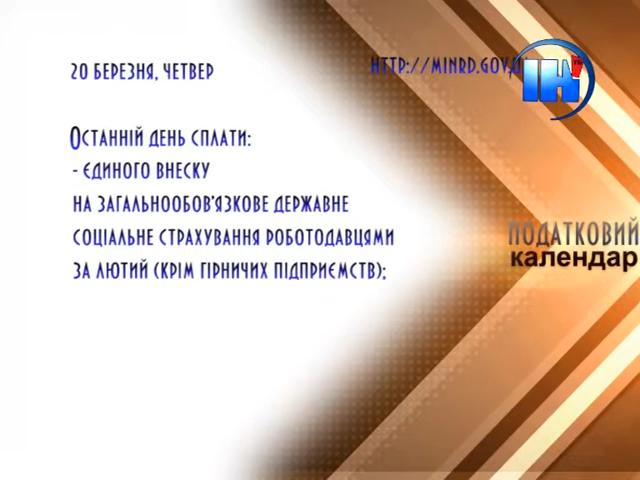 20 БЕРЕЗНЯ, ЧЕТВЕР
HTTP://MINRD.GOV.U
ІН
ОСТАННІЙ ДЕНЬ СПЛАТИ:
- ЄДИНОГО ВНЕСКУ
НА ЗАГАЛЬНООБОВ'ЯЗКОВЕ ДЕРЖАВНЕ
СОЦІАЛЬНЕ СТРАХУВАННЯ РОБОТОДАВЦЯМИ
ЗА ЛЮТИЙ (КРІМ ГІРНИЧИХ ПІДПРИЄМСТВ);
ПОДАТКОВИЙ
календар